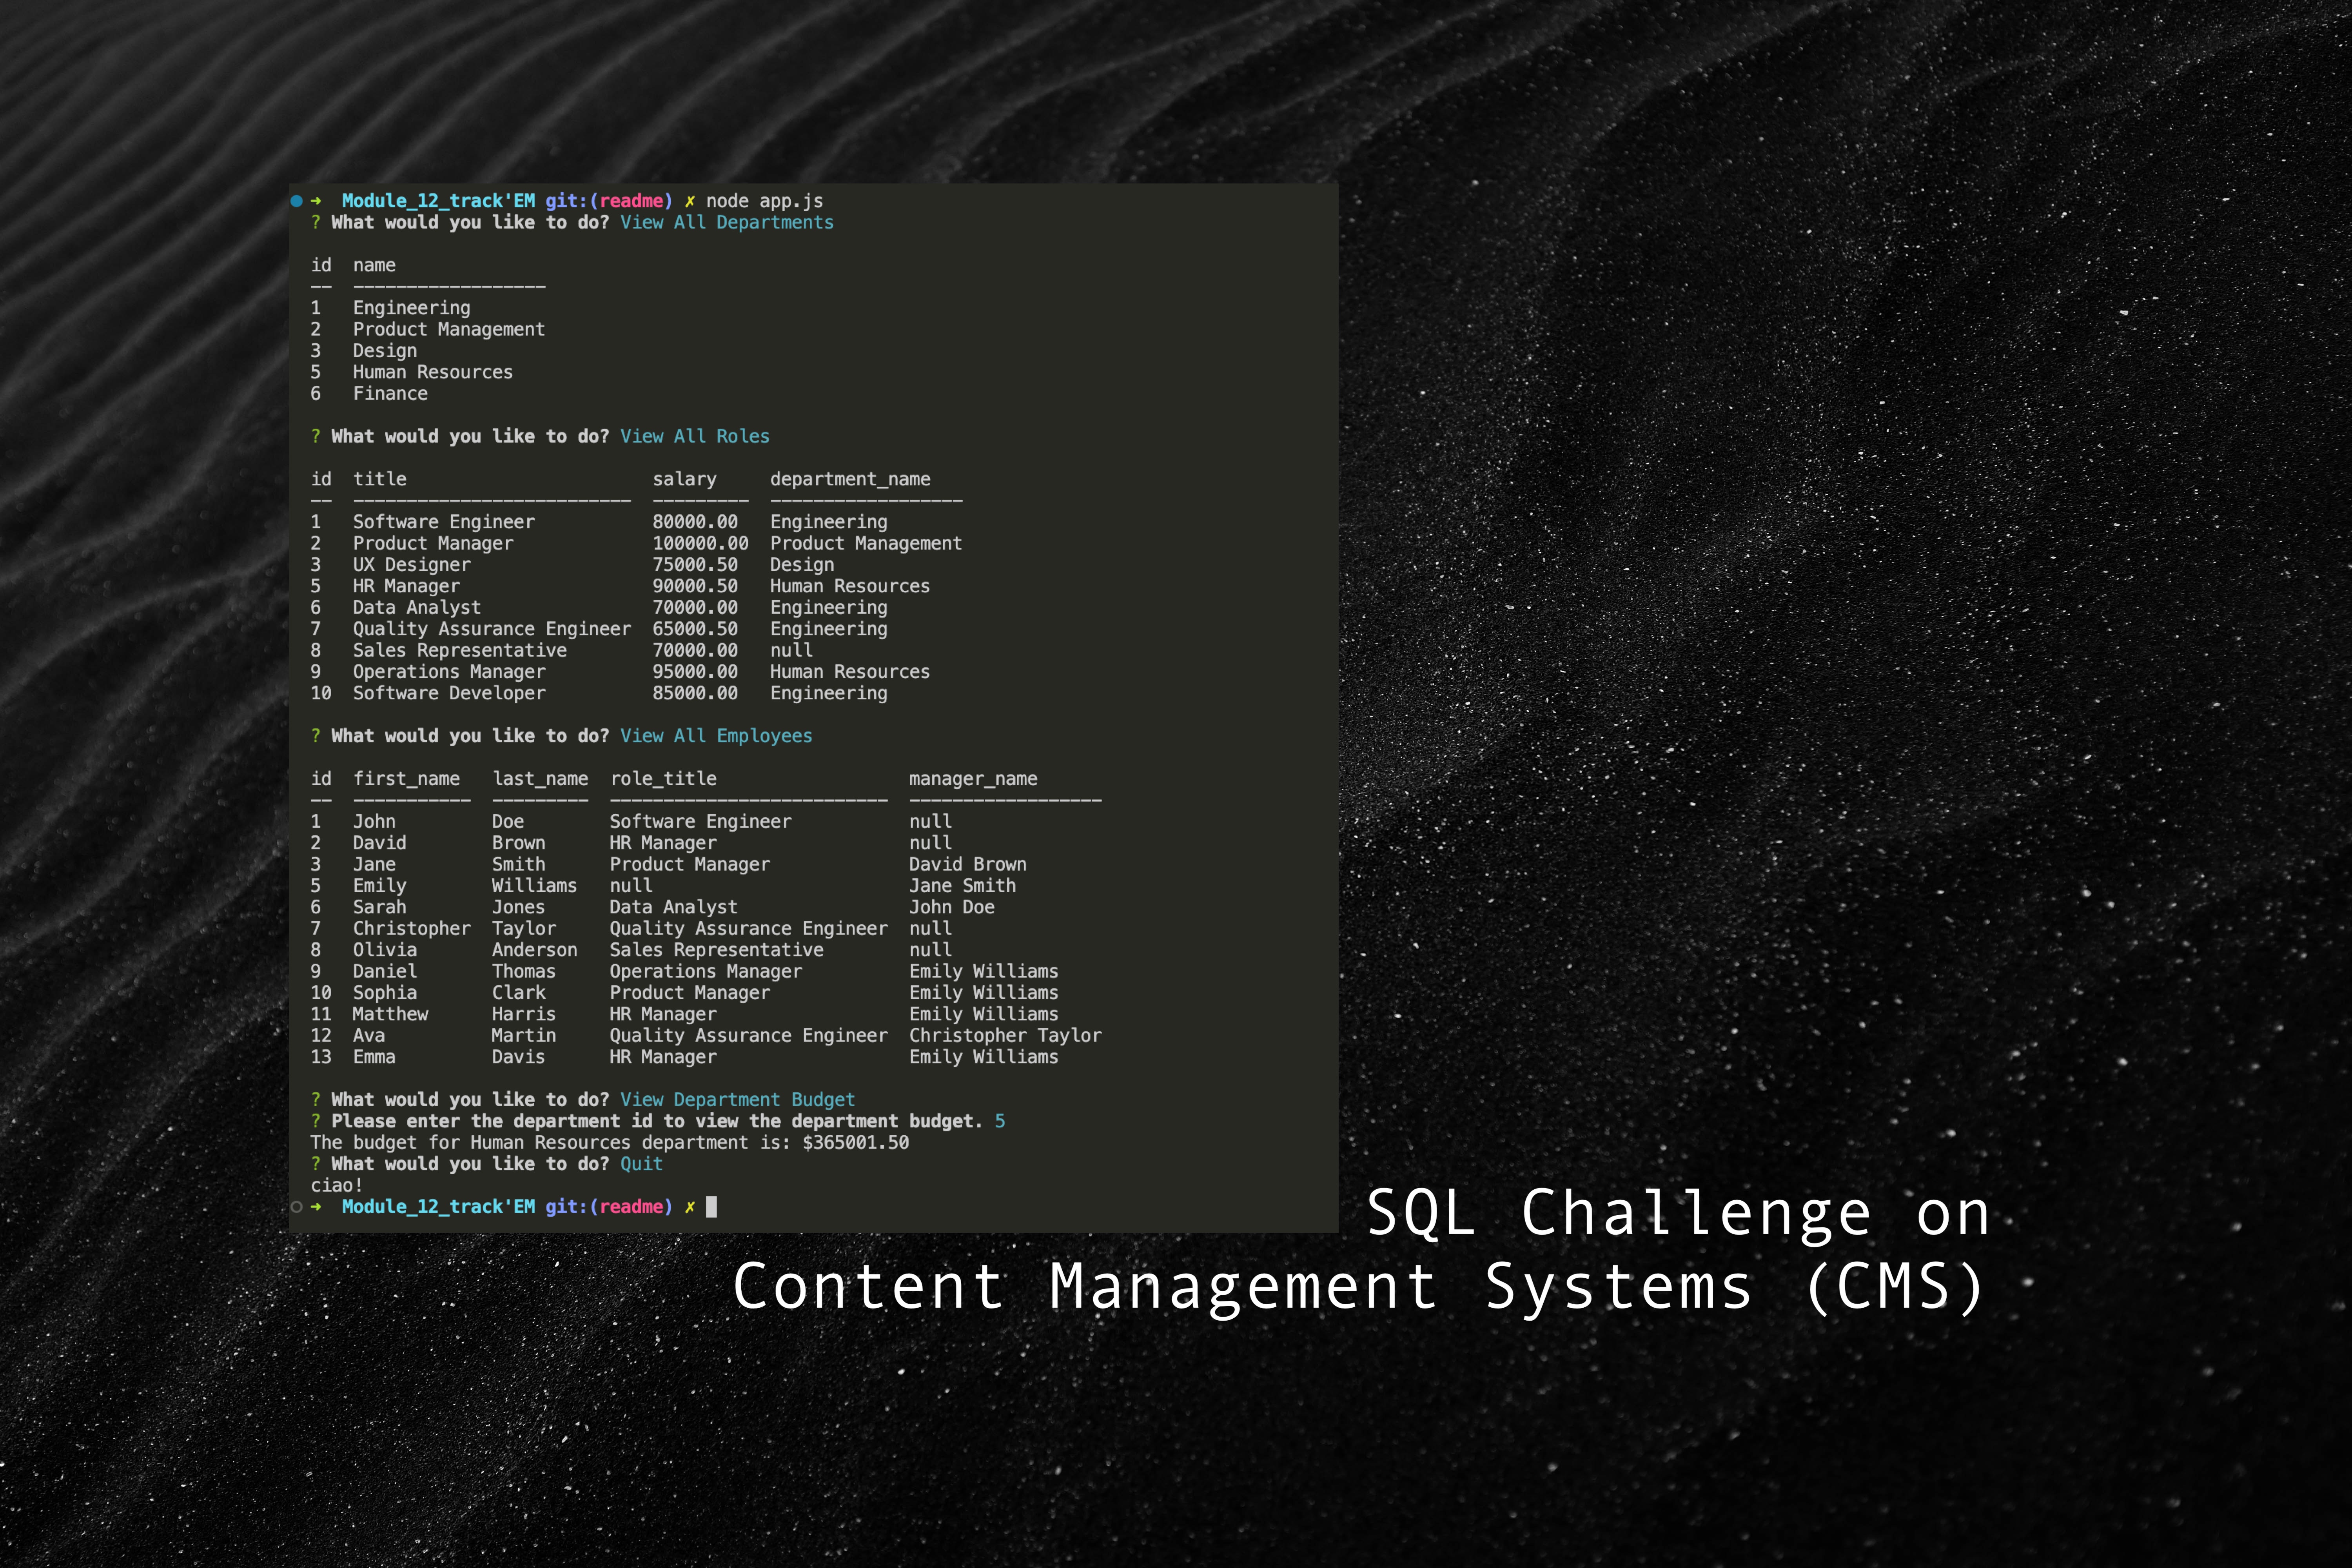 ➜  Module_12_track'EM git:(readme) ✗ node app.js
? What would you like to do? View All Departments
id  name
--  ------------------
1   Engineering
2   Product Management
3   Design
5   Human Resources
6   Finance
? What would you like to do? View All Roles
id  title                       salary     department_name
--  --------------------------  ---------  ------------------
1   Software Engineer           80000.00   Engineering
2   Product Manager             100000.00  Product Management
3   UX Designer                 75000.50   Design
5   HR Manager                  90000.50   Human Resources
6   Data Analyst                70000.00   Engineering
7   Quality Assurance Engineer  65000.50   Engineering
8   Sales Representative        70000.00   null
9   Operations Manager          95000.00   Human Resources
10  Software Developer          85000.00   Engineering
? What would you like to do? View All Employees
id  first_name   last_name  role_title                  manager_name
--  -----------  ---------  --------------------------  ------------------
1   John         Doe        Software Engineer           null
2   David        Brown      HR Manager                  null
3   Jane         Smith      Product Manager             David Brown
5   Emily        Williams   null                        Jane Smith
6   Sarah        Jones      Data Analyst                John Doe
7   Christopher  Taylor     Quality Assurance Engineer  null
8   Olivia       Anderson   Sales Representative        null
9   Daniel       Thomas     Operations Manager          Emily Williams
10  Sophia       Clark      Product Manager             Emily Williams
11  Matthew      Harris     HR Manager                  Emily Williams
12  Ava          Martin     Quality Assurance Engineer  Christopher Taylor
13  Emma         Davis      HR Manager                  Emily Williams
? What would you like to do? View Department Budget
? Please enter the department id to view the department budget. 5
The budget for Human Resources department is: $365001.50
? What would you like to do? Quit
ciao!
➜  Module_12_track'EM git:(readme) ✗
SQL Challenge on
Content Management Systems (CMS)